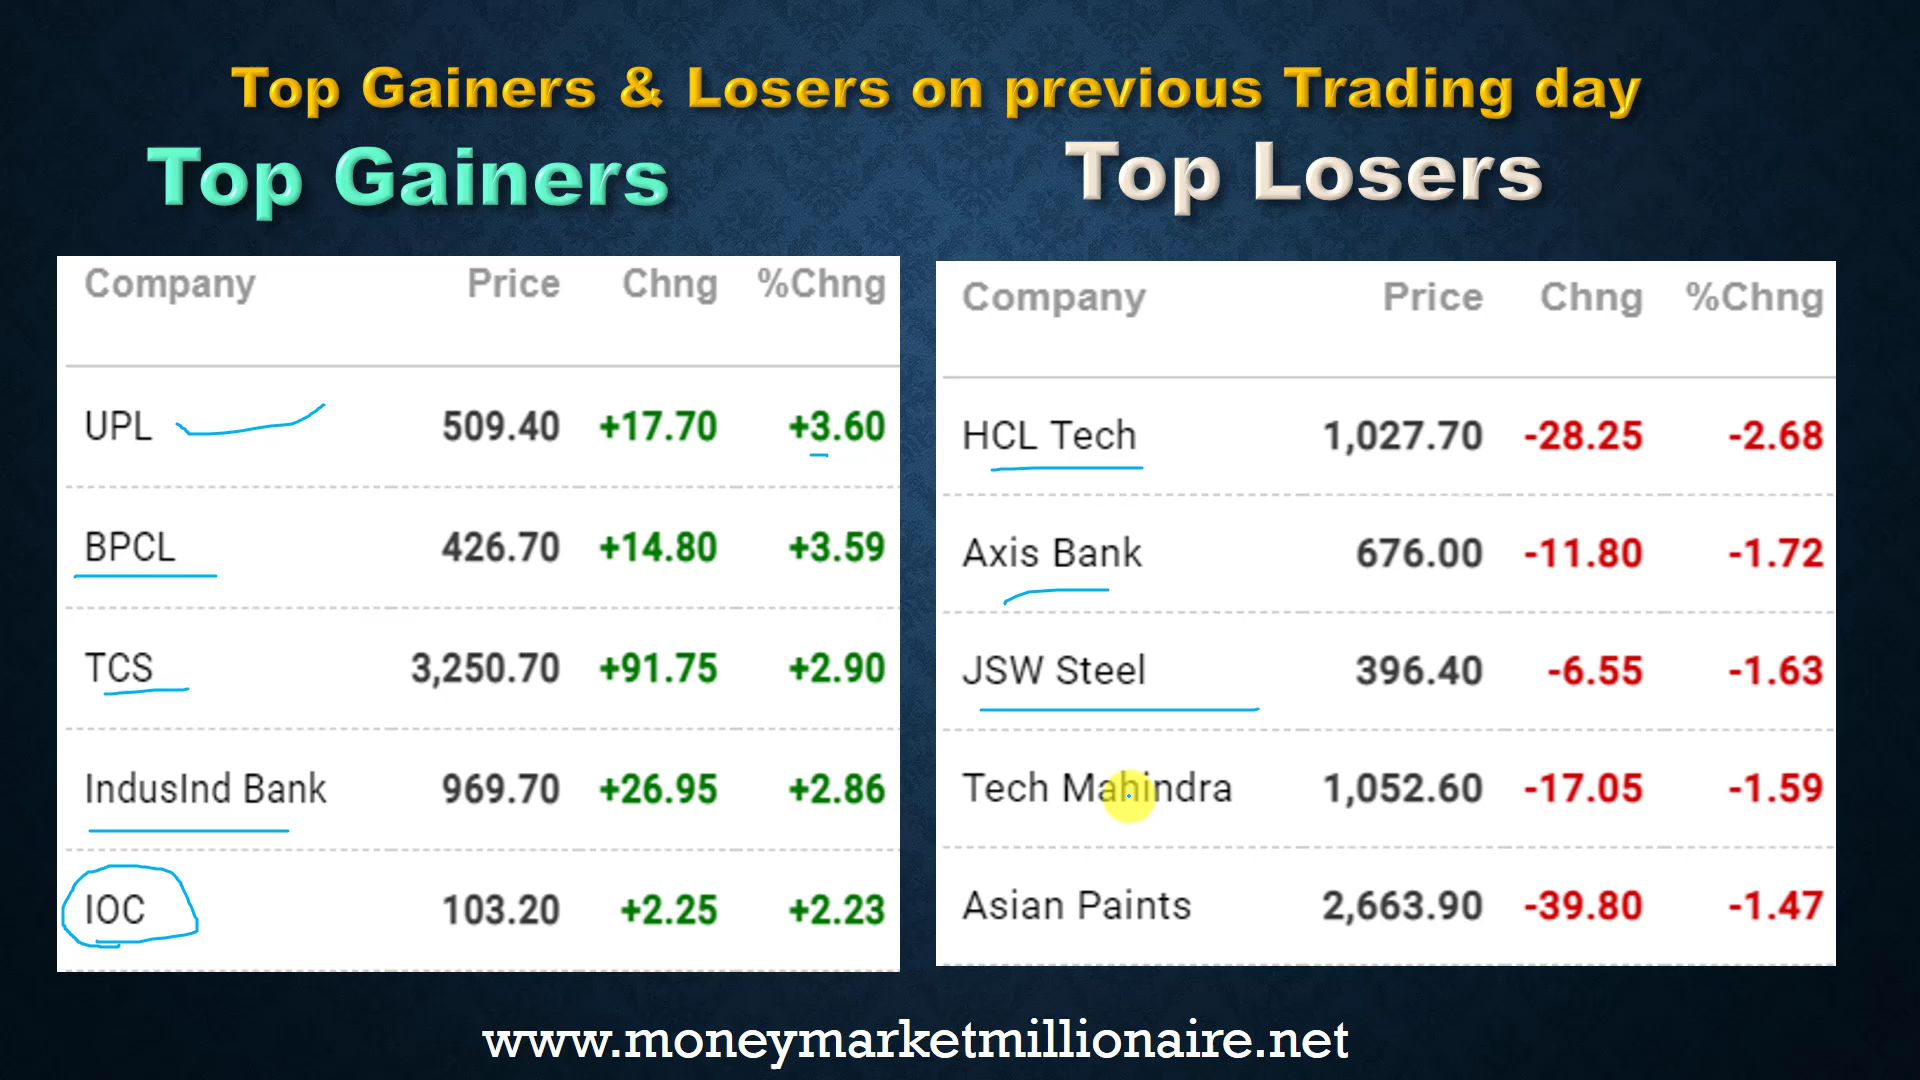 Top Gainers & Losers on previous Trading day
Top Gainers
Top Losers
Company Price Chng %Chng
UPL 509.40 +17.70 +3.60
BPCL 426.70 +14.80 +3.59
TCS 3,250.70 +91.75 +2.90
IndusInd Bank 969.70 +26.95 +2.86
IOC 103.20 +2.25 +2.23
Company Price Chng %Chng
HCL Tech 1,027.70 -28.25 -2.68
Axis Bank 676.00 -11.80 -1.72
JSW Steel 396.40 -6.55 -1.63
Tech Mahindra 1,052.60 -17.05 -1.59
Asian Paints 2,663.90 -39.80 -1.47
www.moneymarketmillionaire.net